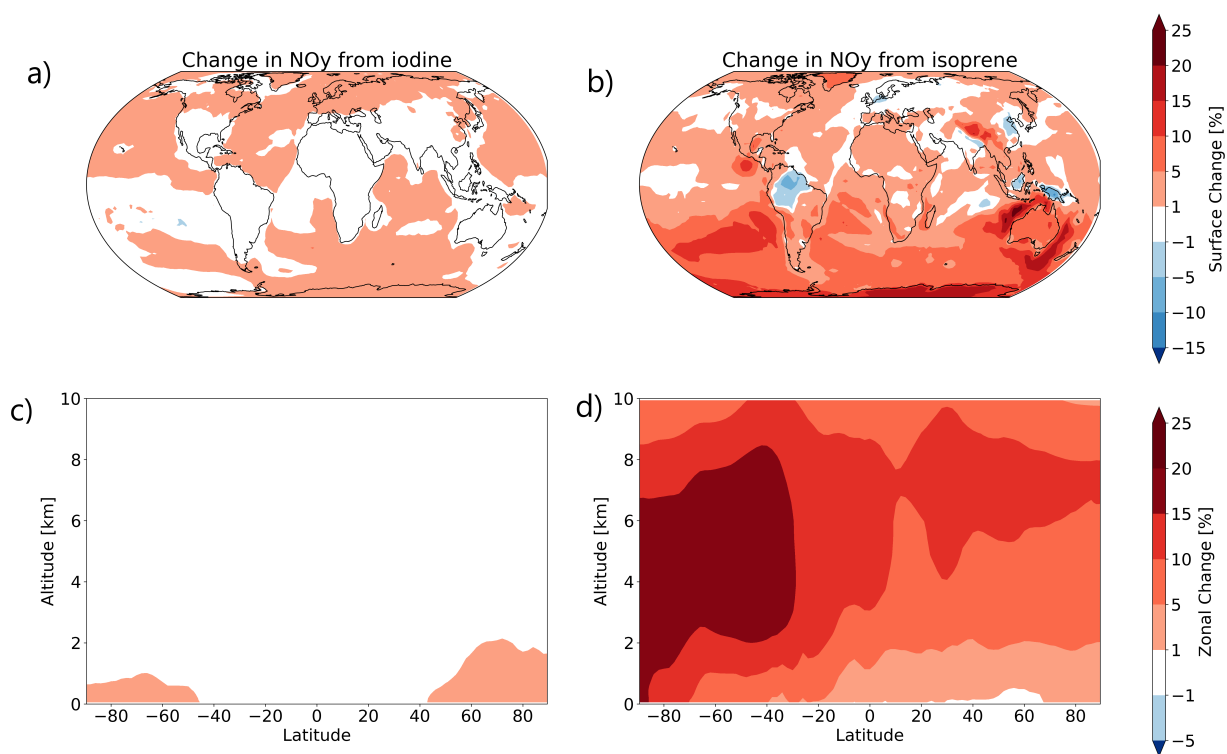 a)
Change in NOy from iodine
b)
Change in NOy from isoprene
25
20
15
10
5
1
−1
−5
−10
−15
Surface Change [%]
c)
10
8
6
4
2
0
Altitude [km]
−80 −60 −40 −20 0 20 40 60 80
Latitude
d)
10
8
6
4
2
0
Altitude [km]
−80 −60 −40 −20 0 20 40 60 80
Latitude
25
20
15
10
5
1
−1
−5
Zonal Change [%]